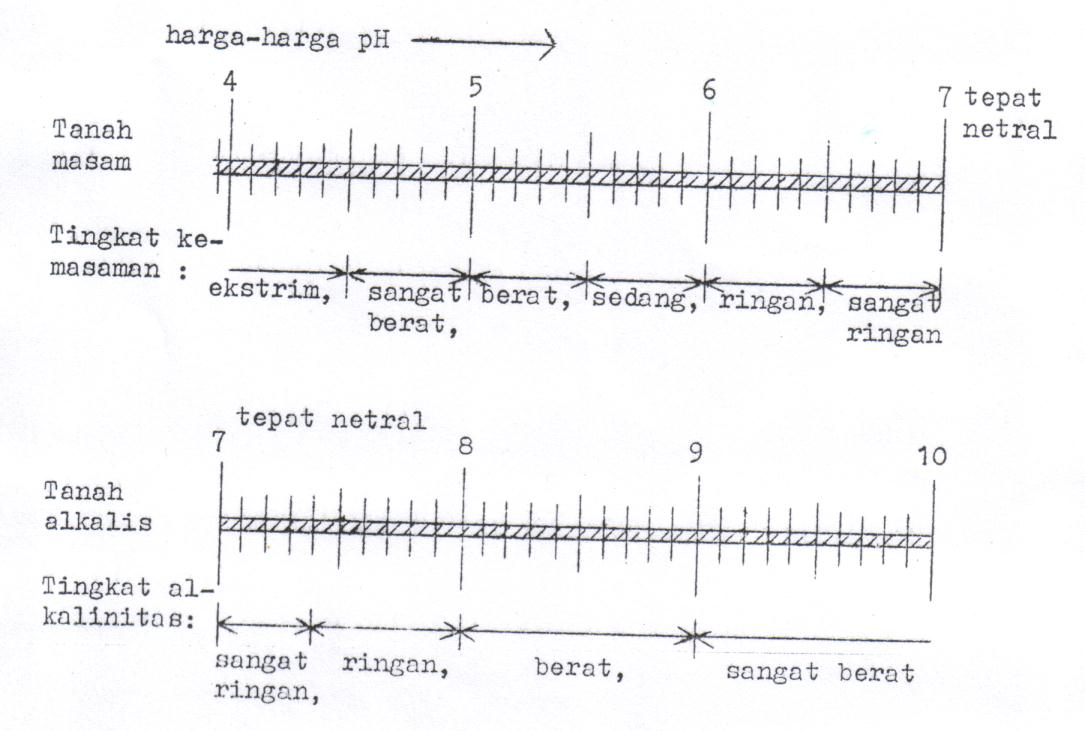 harga-harga pH
4 5 6 7 tepat
netral
Tanah
masam
Tingkat ke-
masaman :
ekstrim, sangat berat, sedang, ringan, sangat
berat, ringan
tepat netral
7 8 9 10
Tanah
alkalis
Tingkat al-
kalinitas:
sangat ringan, berat, sangat berat
ringan,